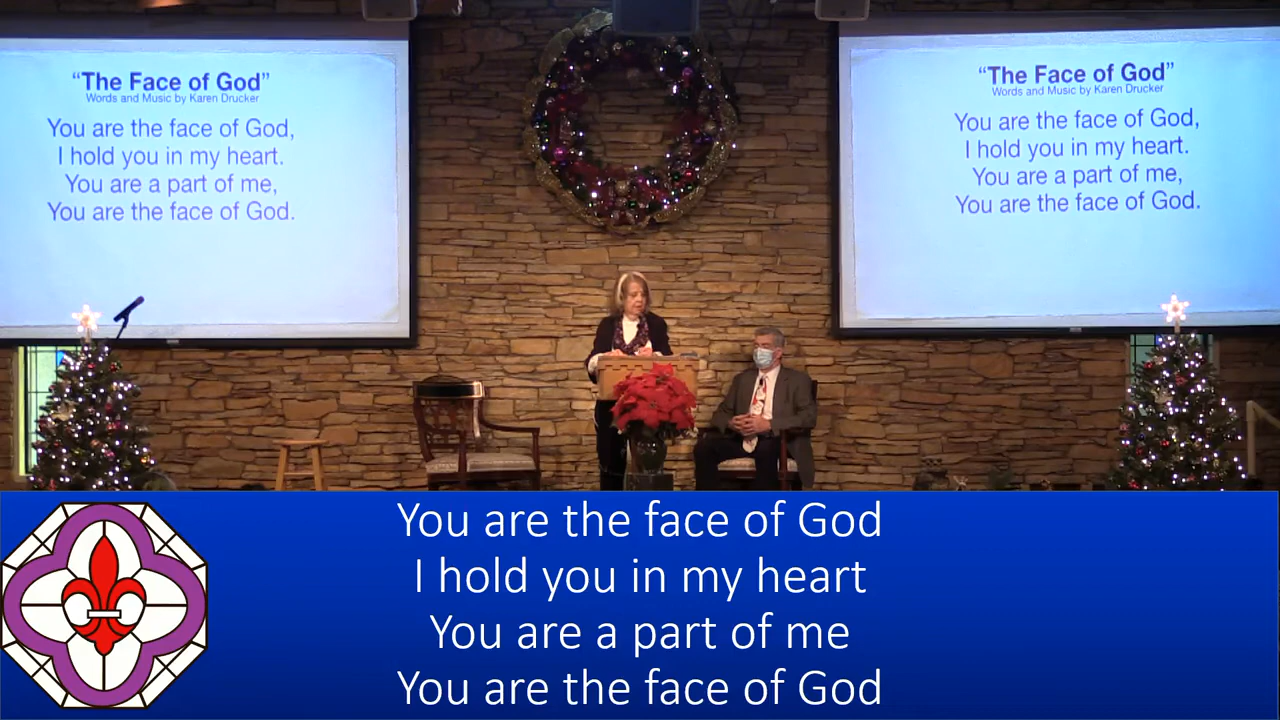 “The Face of God”
Words and Music by Karen Drucker
You are the face of God,
I hold you in my heart.
You are a part of me,
You are the face of God.
“The Face of God”
Words and Music by Karen Drucker
You are the face of God,
I hold you in my heart.
You are a part of me,
You are the face of God.
You are the face of God
I hold you in my heart
You are a part of me
You are the face of God